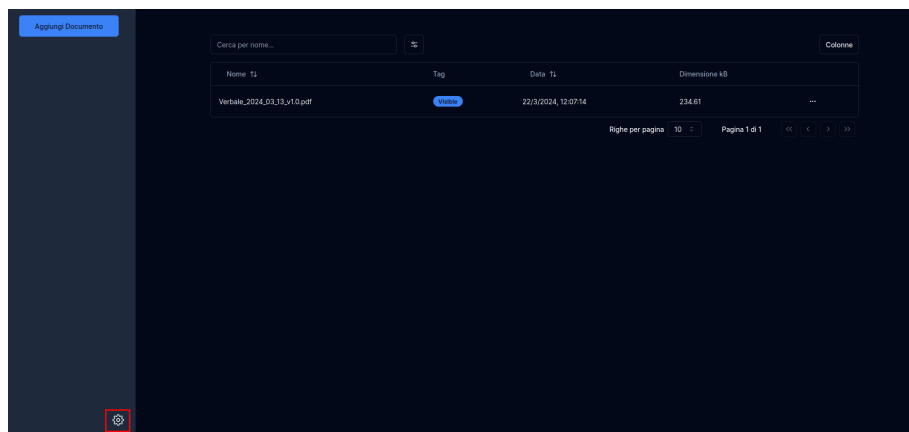 Aggiungi Documento
Cerca per nome...
Colonne
Nome Tag Data Dimensione kB
Verbale_2024_03_13_v1.0.pdf Visible 22/3/2024, 12:07:14 234.61 ...
Righe per pagina 10 Pagina 1 di 1